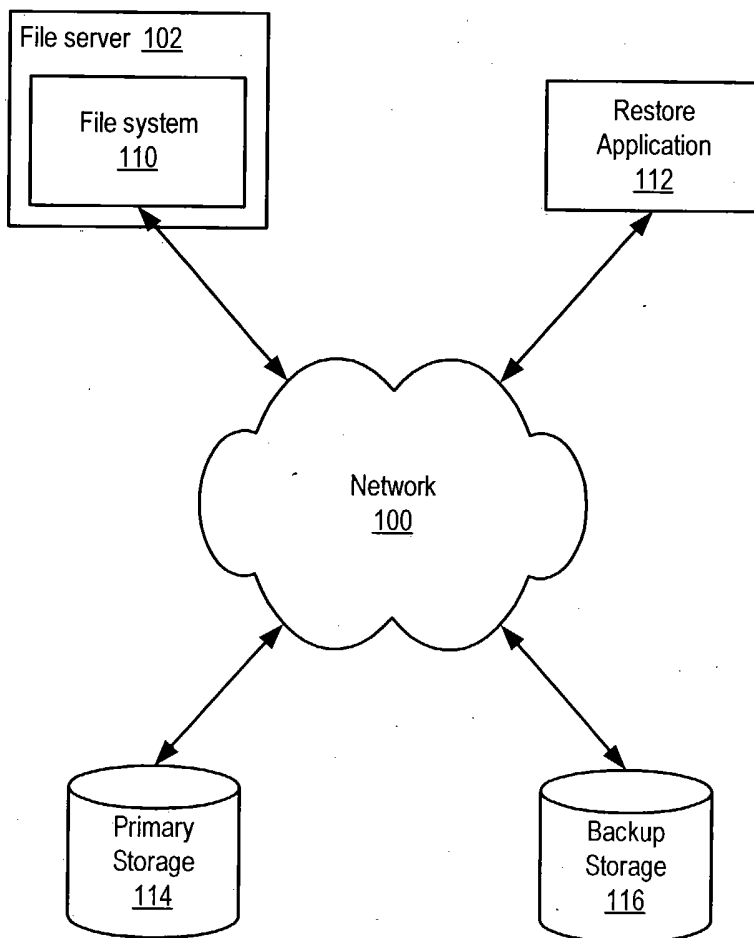 File server 102
File system
110
Restore
Application
112
Network
100
Primary
Storage
114
Backup
Storage
116